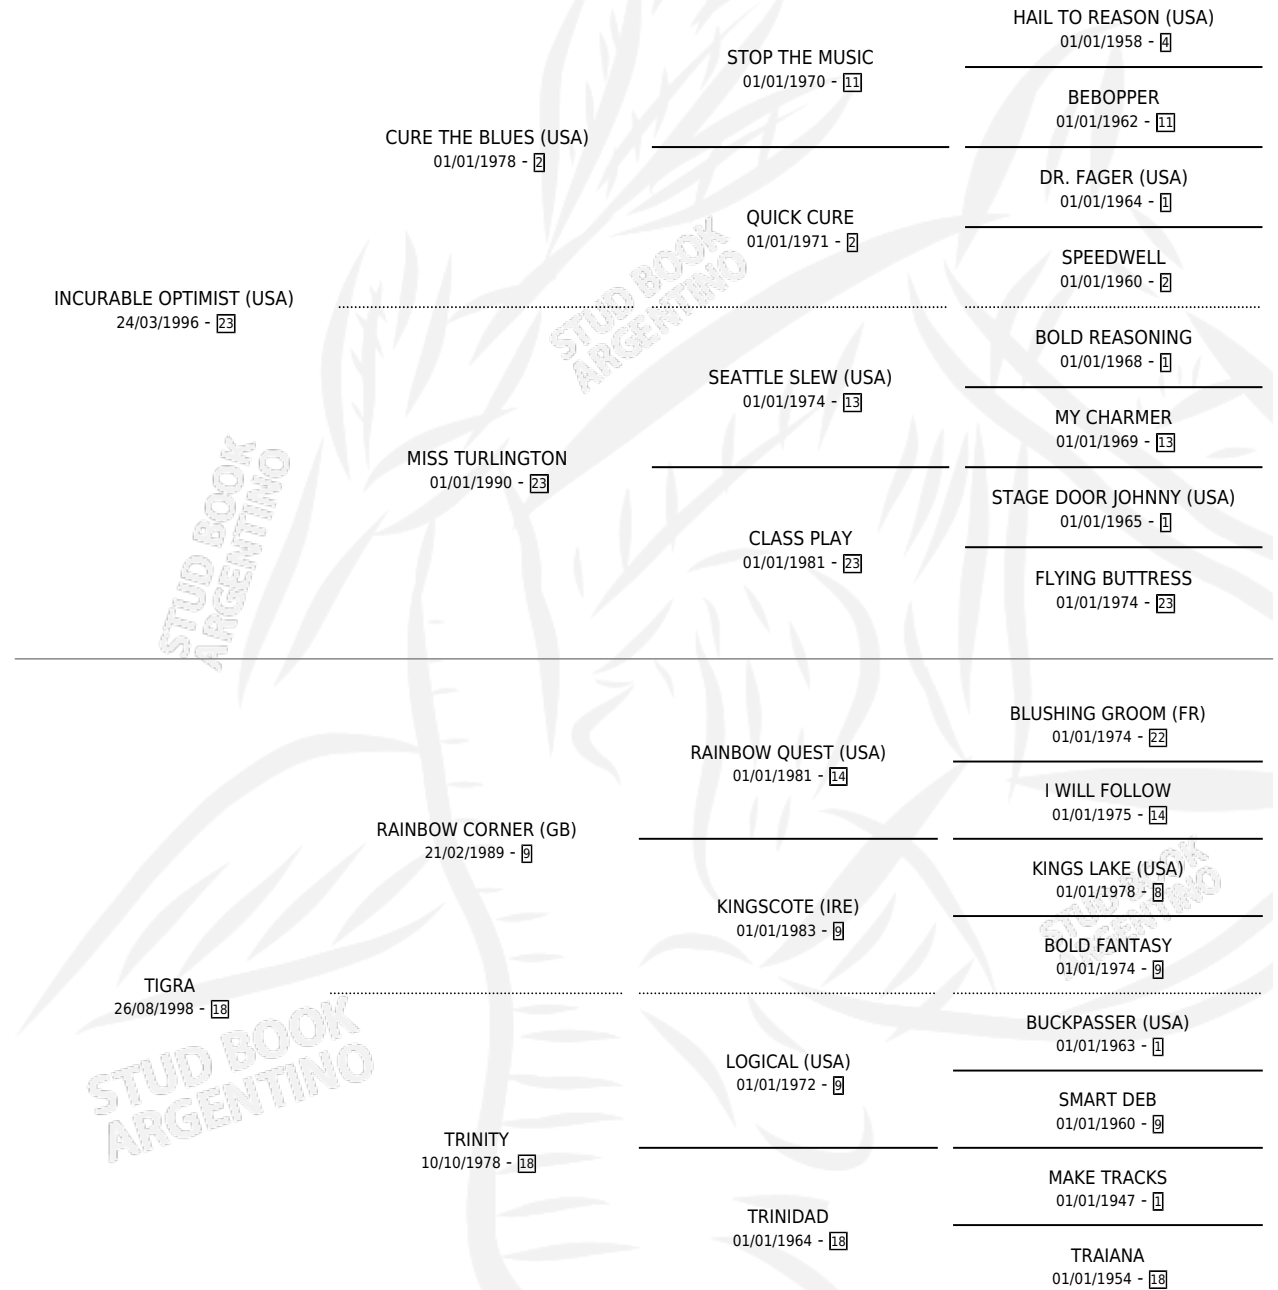 HAIL TO REASON (USA)
01/01/1958 - 4
STOP THE MUSIC
01/01/1970 - 11
BEBOPPER
01/01/1962 - 11
CURE THE BLUES (USA)
01/01/1978 - 2
DR. FAGER (USA)
01/01/1964 - 1
QUICK CURE
01/01/1971 - 2
SPEEDWELL
01/01/1960 - 2
INCURABLE OPTIMIST (USA)
24/03/1996 - 23
BOLD REASONING
01/01/1968 - 1
SEATTLE SLEW (USA)
01/01/1974 - 13
MY CHARMER
01/01/1969 - 13
MISS TURLINGTON
01/01/1990 - 23
STAGE DOOR JOHNNY (USA)
01/01/1965 - 1
CLASS PLAY
01/01/1981 - 23
FLYING BUTTRESS
01/01/1974 - 23
BLUSHING GROOM (FR)
01/01/1974 - 22
RAINBOW QUEST (USA)
01/01/1981 - 14
I WILL FOLLOW
01/01/1975 - 14
RAINBOW CORNER (GB)
21/02/1989 - 9
KINGS LAKE (USA)
01/01/1978 - 8
KINGSCOTE (IRE)
01/01/1983 - 9
BOLD FANTASY
01/01/1974 - 9
TIGRA
26/08/1998 - 18
BUCKPASSER (USA)
01/01/1963 - 1
LOGICAL (USA)
01/01/1972 - 9
SMART DEB
01/01/1960 - 9
TRINITY
10/10/1978 - 18
MAKE TRACKS
01/01/1947 - 1
TRINIDAD
01/01/1964 - 18
TRAIANA
01/01/1954 - 18
STUD BOOK
ARGENTINO
STUD BOOK
ARGENTINO
STUD BOOK
ARGENTINO
STUD BOOK
ARGENTINO